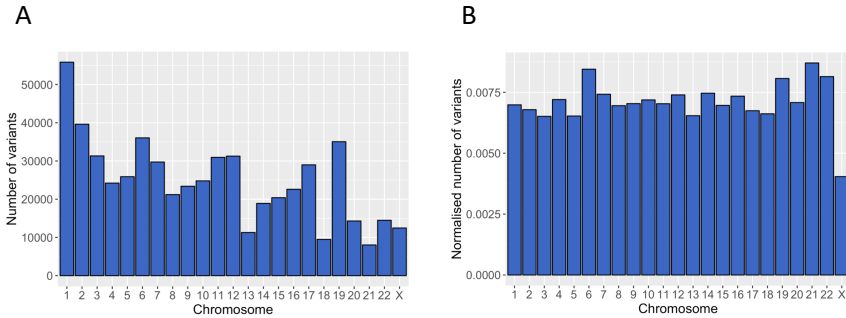 A
B
Number of variants
50000
40000
30000
20000
10000
0
1 2 3 4 5 6 7 8 9 10 11 12 13 14 15 16 17 18 19 20 21 22 X
Chromosome
Normalised number of variants
0.0075
0.0050
0.0025
0.0000
1 2 3 4 5 6 7 8 9 10 11 12 13 14 15 16 17 18 19 20 21 22 X
Chromosome